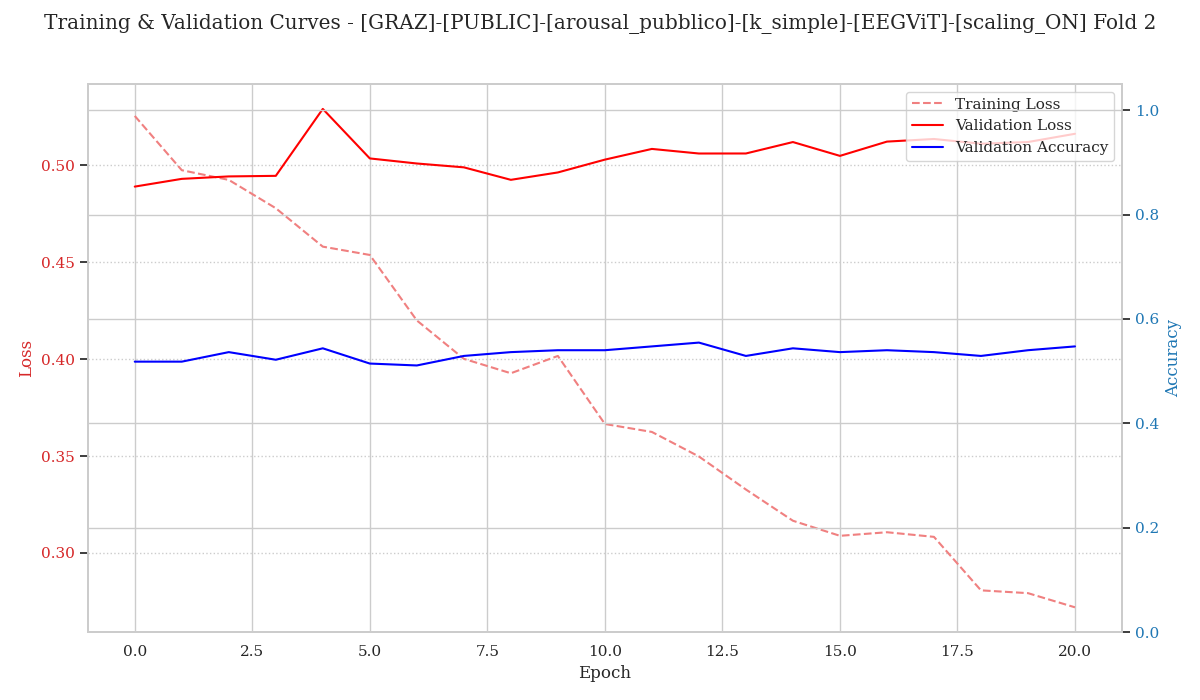 Training & Validation Curves - [GRAZ]-[PUBLIC]-[arousal_pubblico]-[k_simple]-[EEGViT]-[scaling_ON] Fold 2
Training Loss
Validation Loss
Validation Accuracy
Loss
0.50
0.45
0.40
0.35
0.30
1.0
0.8
0.6
0.4
0.2
0.0
Accuracy
0.0 2.5 5.0 7.5 10.0 12.5 15.0 17.5 20.0
Epoch